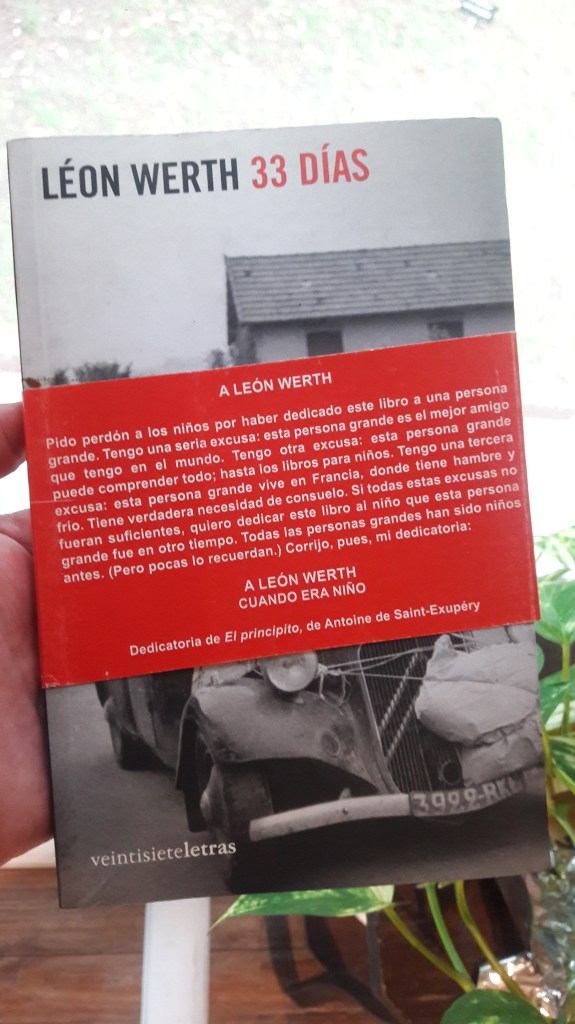 LÉON WERTH 33 DÍAS
A LEÓN WERTH
Pido perdón a los niños por haber dedicado este libro a una persona
grande. Tengo una seria excusa: esta persona grande es el mejor amigo
que tengo en el mundo. Tengo otra excusa: esta persona grande
puede comprender todo; hasta los libros para niños. Tengo una tercera
excusa: esta persona grande vive en Francia, donde tiene hambre y
frío. Tiene verdadera necesidad de consuelo. Si todas estas excusas no
fueran suficientes, quiero dedicar este libro al niño que esta persona
grande fue en otro tiempo. Todas las personas grandes han sido niños
antes. (Pero pocas lo recuerdan.) Corrijo, pues, mi dedicatoria:
A LEÓN WERTH
CUANDO ERA NIÑO
Dedicatoria de El principito, de Antoine de Saint-Exupéry
veintisieteletras